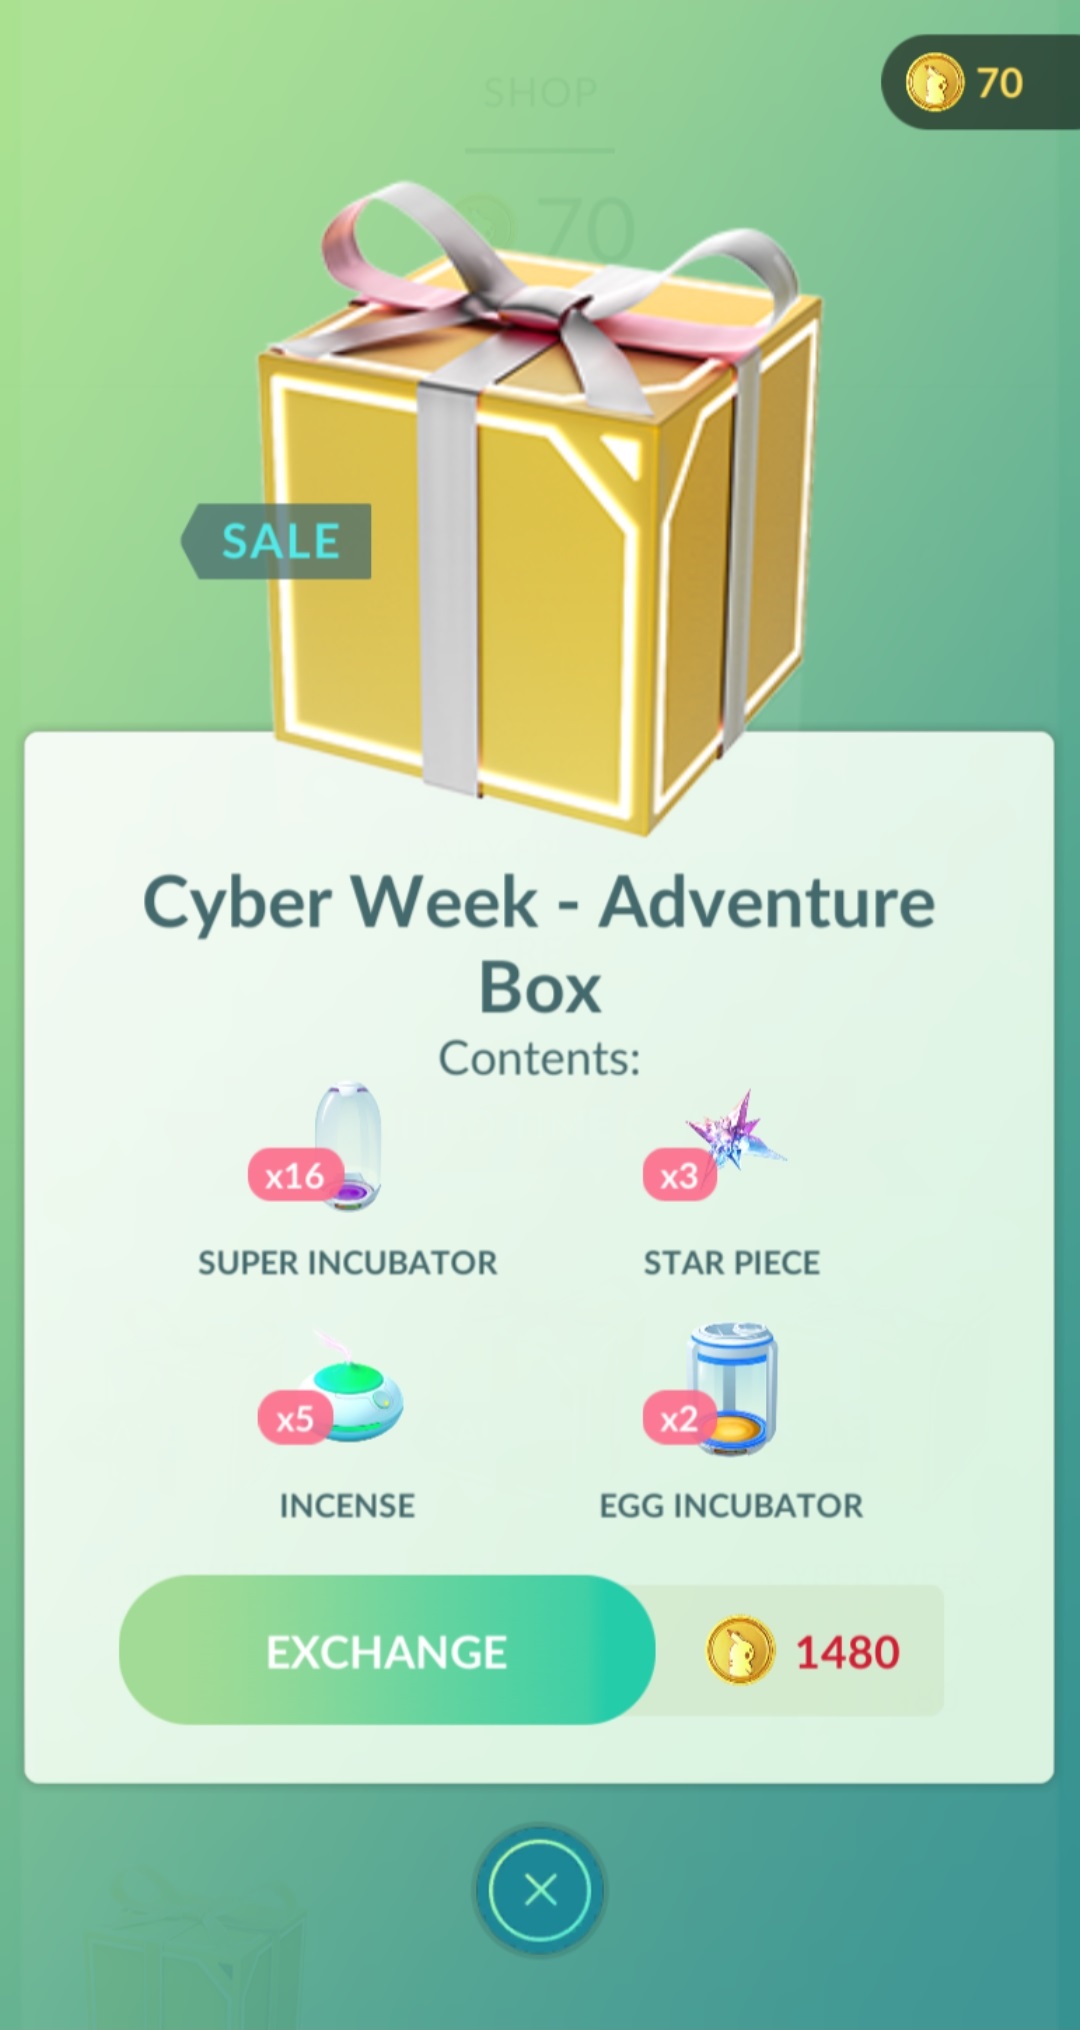 SHOP
70
70
SALE
Cyber Week - Adventure
Box
Contents:
x16
SUPER INCUBATOR
x3
STAR PIECE
x5
INCENSE
x2
EGG INCUBATOR
EXCHANGE
1480